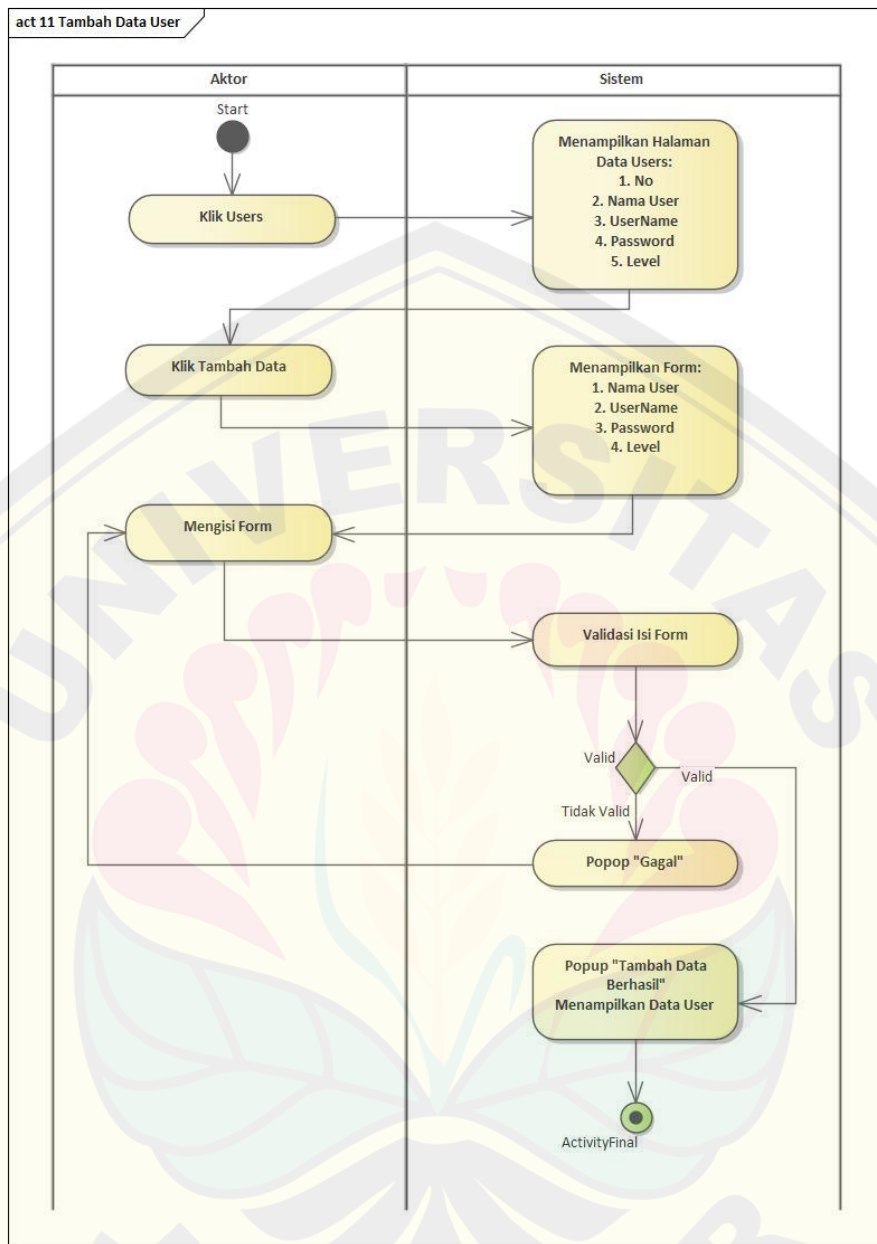 act 11 Tambah Data User
Aktor
Sistem
Start
Klik Users
Menampilkan Halaman
Data Users:
1. No
2. Nama User
3. UserName
4. Password
5. Level
Klik Tambah Data
Menampilkan Form:
1. Nama User
2. UserName
3. Password
4. Level
Mengisi Form
Validasi Isi Form
Valid
Valid
Tidak Valid
Popop "Gagal"
Popup "Tambah Data
Berhasil"
Menampilkan Data User
ActivityFinal
UNIVERSITAS